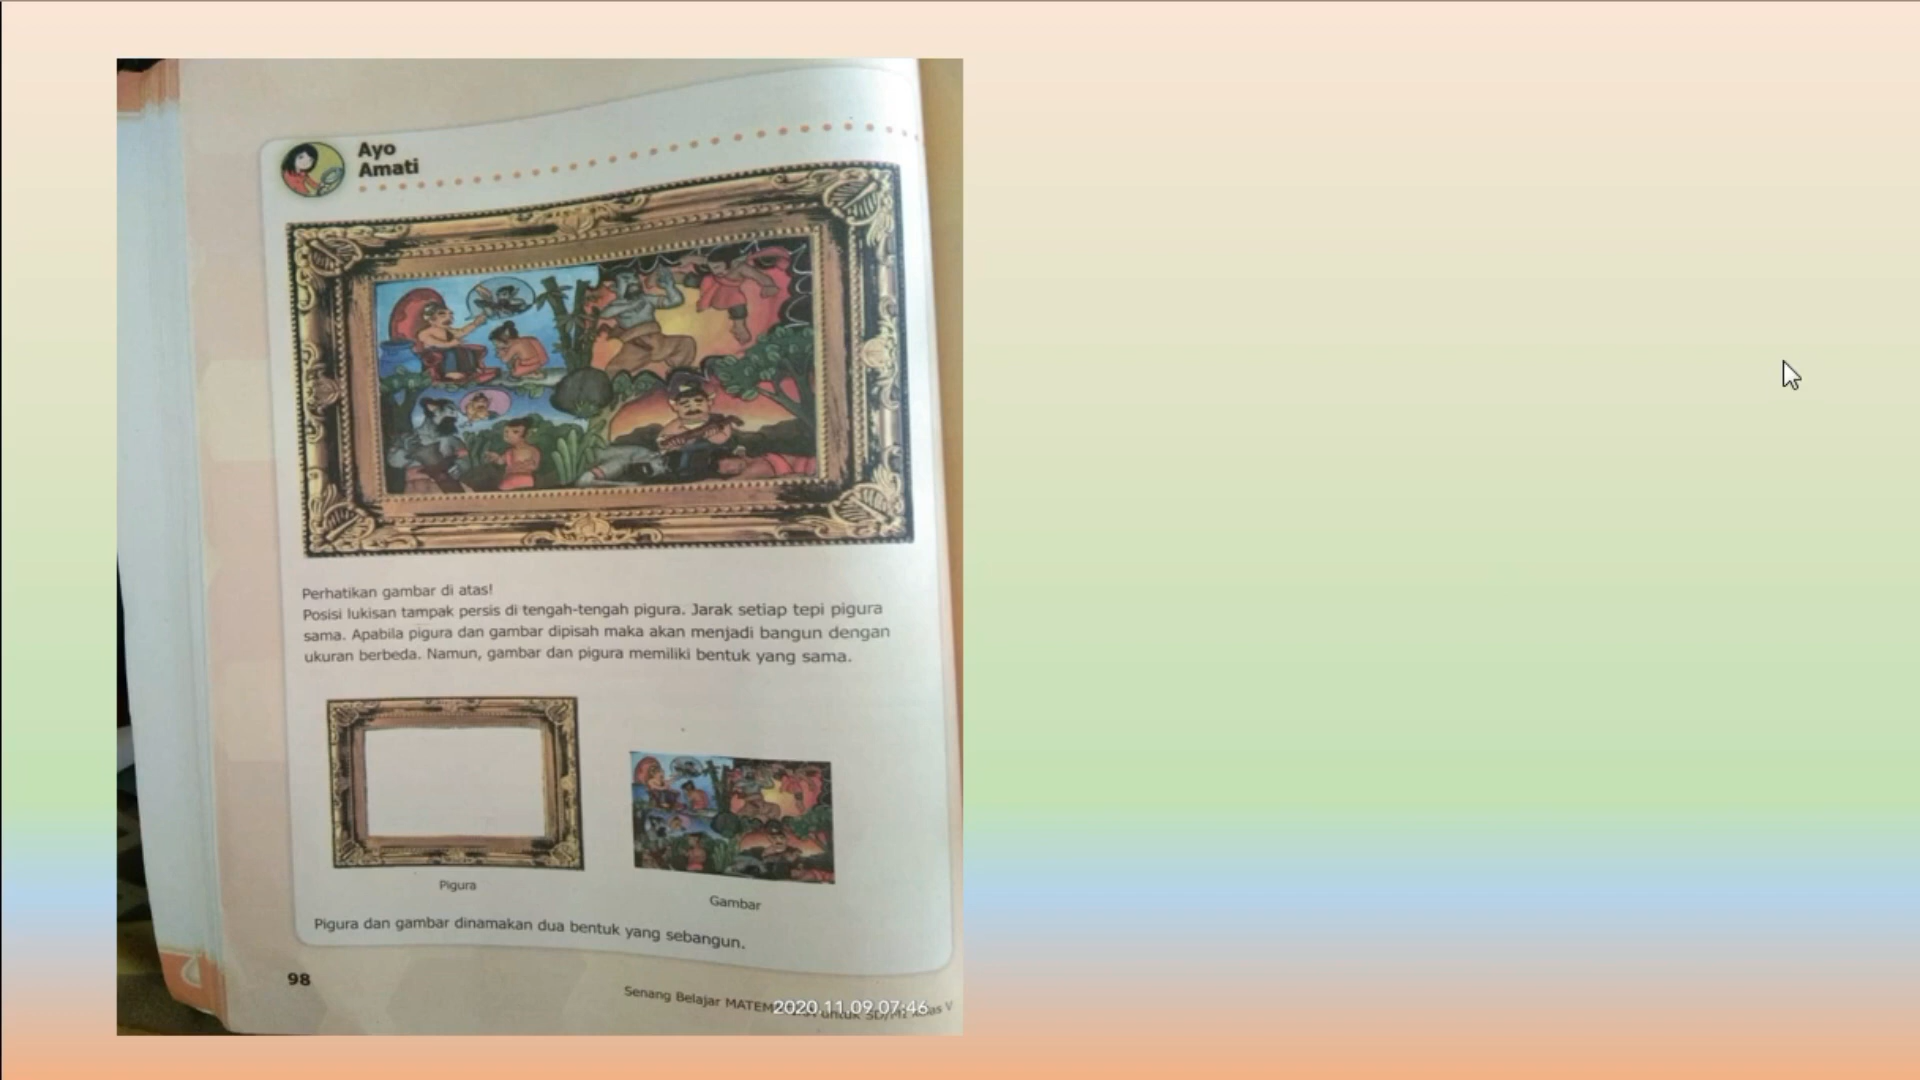 Ayo
Amati
Perhatikan gambar di atas!
Posisi lukisan tampak persis di tengah-tengah pigura. Jarak setiap tepi pigura
sama. Apabila pigura dan gambar dipisah maka akan menjadi bangun dengan
ukuran berbeda. Namun, gambar dan pigura memiliki bentuk yang sama.
Pigura
Gambar
Pigura dan gambar dinamakan dua bentuk yang sebangun.
98
Senang Belajar untuk SD/MI V
2020.11.09 07:46